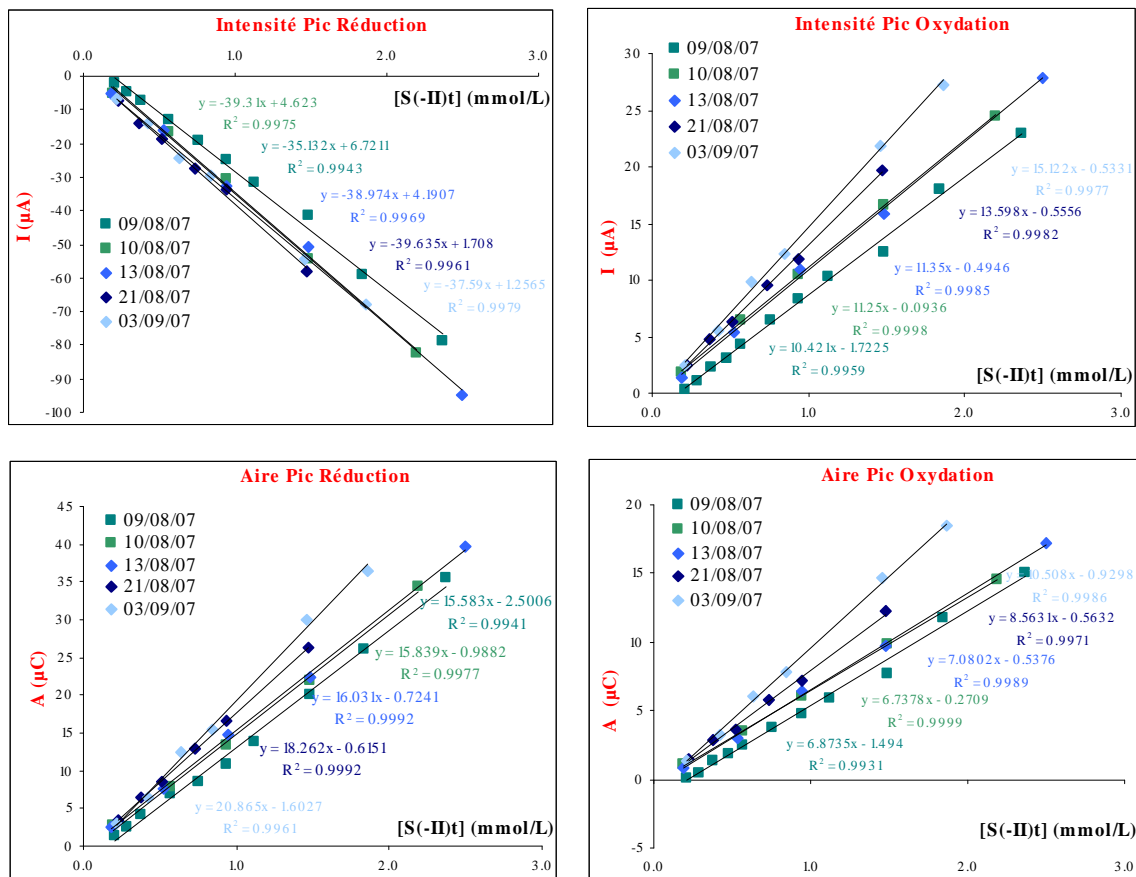 Intensité Pic Réduction
0.0 1.0 2.0 3.0
[S(-II)t] (mmol/L)
I (µA)
0
-10
-20
-30
-40
-50
-60
-70
-80
-90
-100
y = -39.31x + 4.623
R² = 0.9975
y = -35.132x + 6.7211
R² = 0.9943
y = -38.974x + 4.1907
R² = 0.9969
y = -39.635x + 1.708
R² = 0.9961
y = -37.59x + 1.2565
R² = 0.9979
09/08/07
10/08/07
13/08/07
21/08/07
03/09/07
Intensité Pic Oxydation
I (µA)
30
25
20
15
10
5
0
09/08/07
10/08/07
13/08/07
21/08/07
03/09/07
y = 15.122x - 0.5331
R² = 0.9977
y = 13.598x - 0.5556
R² = 0.9982
y = 11.35x - 0.4946
R² = 0.9985
y = 11.25x - 0.0936
R² = 0.9998
y = 10.421x - 1.7225
R² = 0.9959
[S(-II)t] (mmol/L)
0.0 1.0 2.0 3.0
Aire Pic Réduction
A (µC)
45
40
35
30
25
20
15
10
5
0
09/08/07
10/08/07
13/08/07
21/08/07
03/09/07
y = 15.583x - 2.5006
R² = 0.9941
y = 15.839x - 0.9882
R² = 0.9977
y = 16.031x - 0.7241
R² = 0.9992
y = 18.262x - 0.6151
R² = 0.9992
y = 20.865x - 1.6027
R² = 0.9961
[S(-II)t] (mmol/L)
0.0 1.0 2.0 3.0
Aire Pic Oxydation
A (µC)
20
15
10
5
0
-5
09/08/07
10/08/07
13/08/07
21/08/07
03/09/07
0.508x - 0.9298
R² = 0.9986
y = 8.5631x - 0.5632
R² = 0.9971
y = 7.0802x - 0.5376
R² = 0.9989
y = 6.7378x - 0.2709
R² = 0.9999
y = 6.8735x - 1.494
R² = 0.9931
[S(-II)t] (mmol/L)
0.0 1.0 2.0 3.0